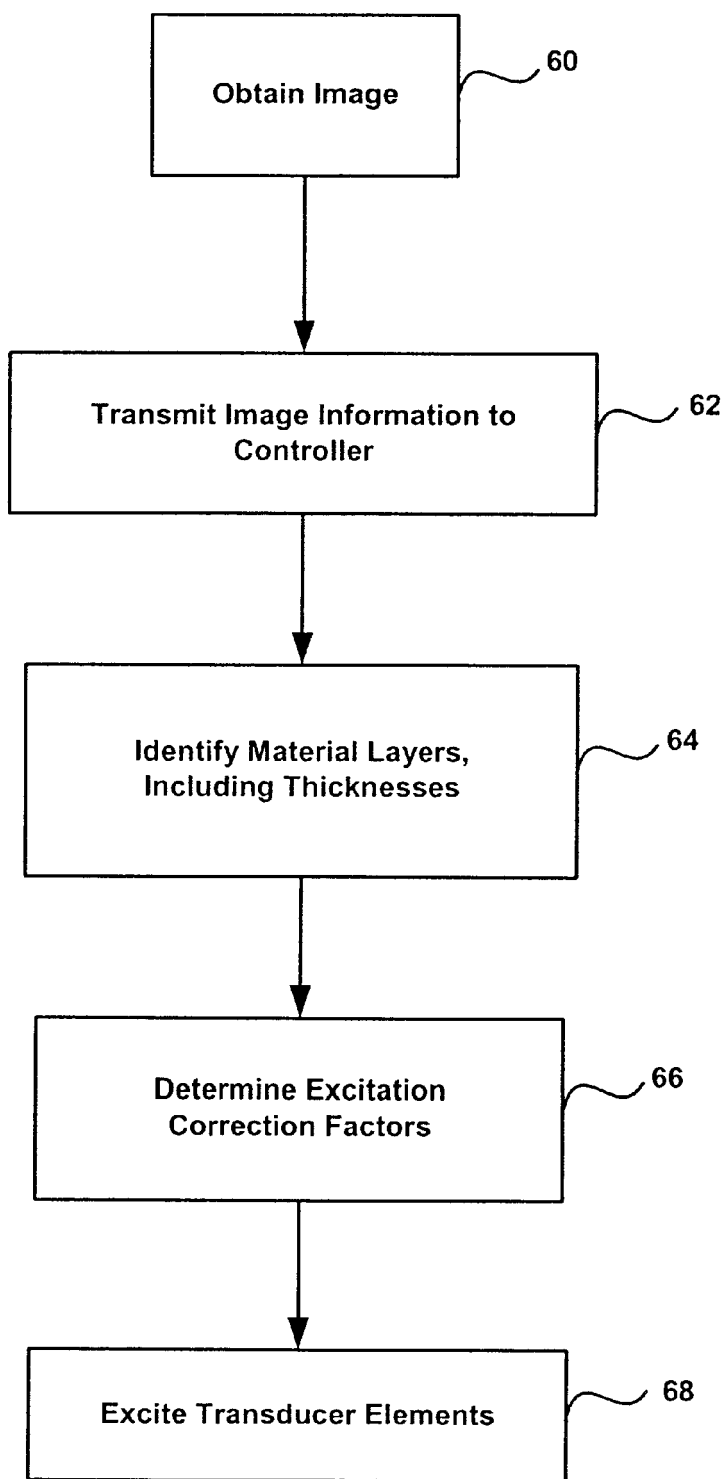 Obtain Image
60
Transmit Image Information to
Controller
62
Identify Material Layers,
Including Thicknesses
64
Determine Excitation
Correction Factors
66
Excite Transducer Elements
68